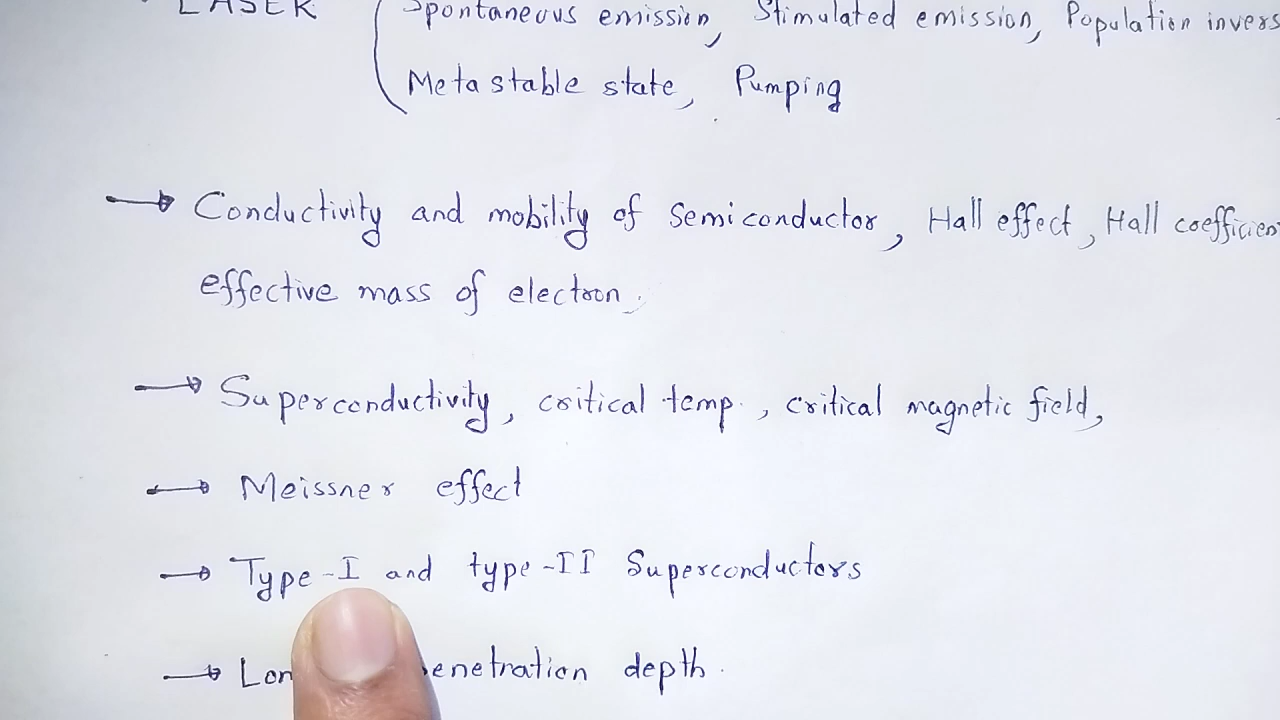 LASER Spontaneous emission, Stimulated emission, Population invers
Metastable state, Pumping
Conductivity and mobility of Semiconductor, Hall effect, Hall coefficien
effective mass of electron.
Superconductivity, critical temp., critical magnetic field,
Meissner effect
Type-I and type-II Superconductors
Lon enetration depth.